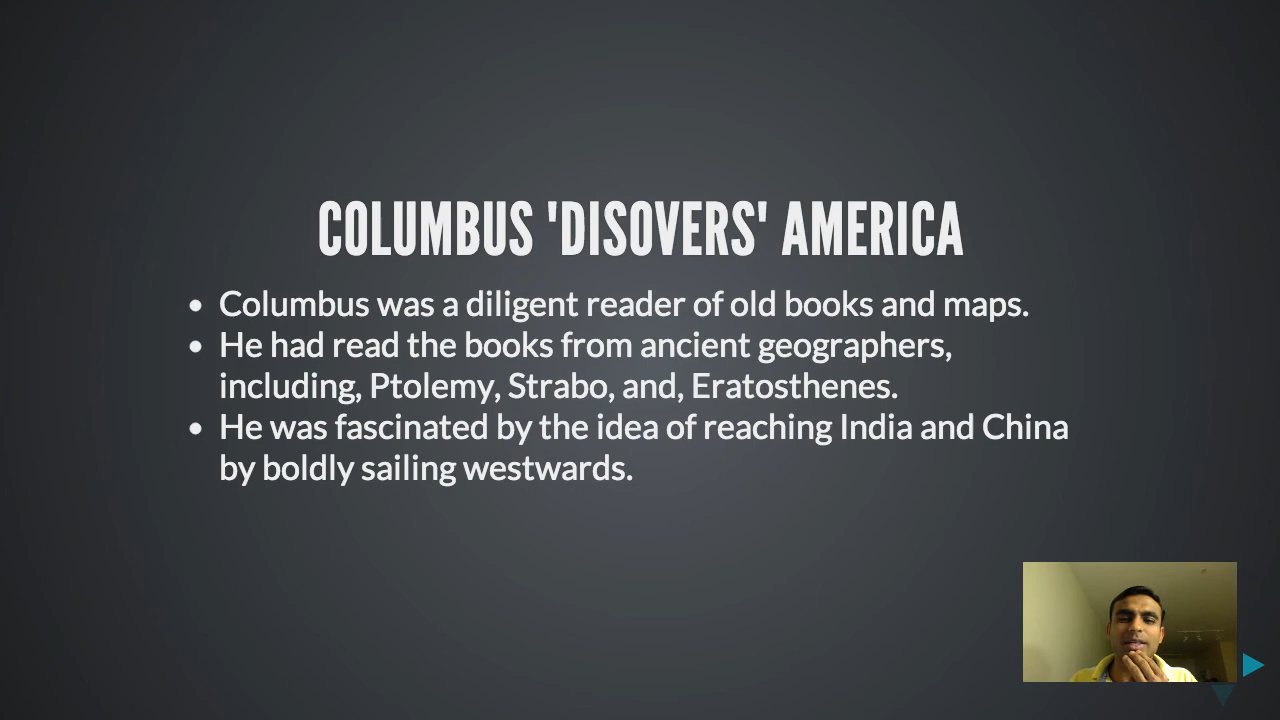 COLUMBUS 'DISOVERS' AMERICA
• Columbus was a diligent reader of old books and maps.
• He had read the books from ancient geographers,
including, Ptolemy, Strabo, and, Eratosthenes.
• He was fascinated by the idea of reaching India and China
by boldly sailing westwards.